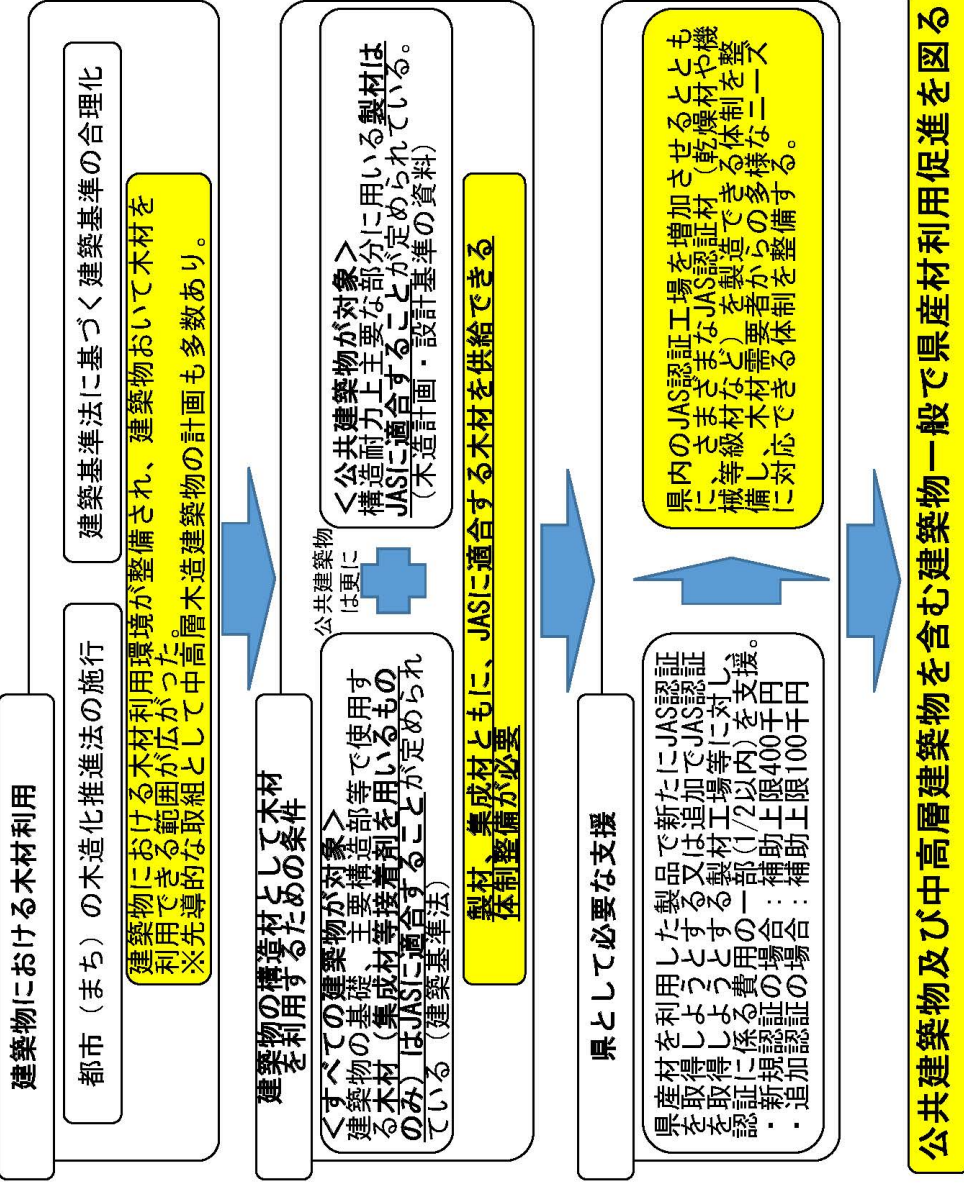 建築物における木材利用
都市（まち）の木造化推進法の施行
建築基準法に基づく建築基準の合理化
建築物における木材利用環境が整備され、建築物おいて木材を
利用できる範囲が広がった。
※先導的な取組として中高層木造建築物の計画も多数あり。
建築物の構造材として木材
を利用するための条件
＜すべての建築物が対象＞
建築物の基礎、主要構造部等で使用す
る木材（集成材等接着剤を用いるもの
のみ）はJASに適合することが定められ
ている（建築基準法）
公共建築物
は更に
＜公共建築物が対象＞
構造耐力上主要な部分に用いる製材は
JASに適合することが定められている。
（木造計画・設計基準の資料）
製材、集成材ともに、JASに適合する木材を供給できる
体制整備が必要
県として必要な支援
県産材を利用した製品で新たにJAS認証
を取得しようとする又は追加でJAS認証
を取得しようとする製材工場等に対し、
認証に係る費用の一部(1/2以内)を支援。
・新規認証の場合：補助上限400千円
・追加認証の場合：補助上限100千円
県内のJAS認証工場を増加させるととも
に、さまざまなJAS認証材（乾燥材や機
械等級材など）を製造できる体制を整
備し、木材需要者からの多様なニーズ
に対応できる体制を整備する。
公共建築物及び中高層建築物を含む建築物一般で県産材利用促進を図る